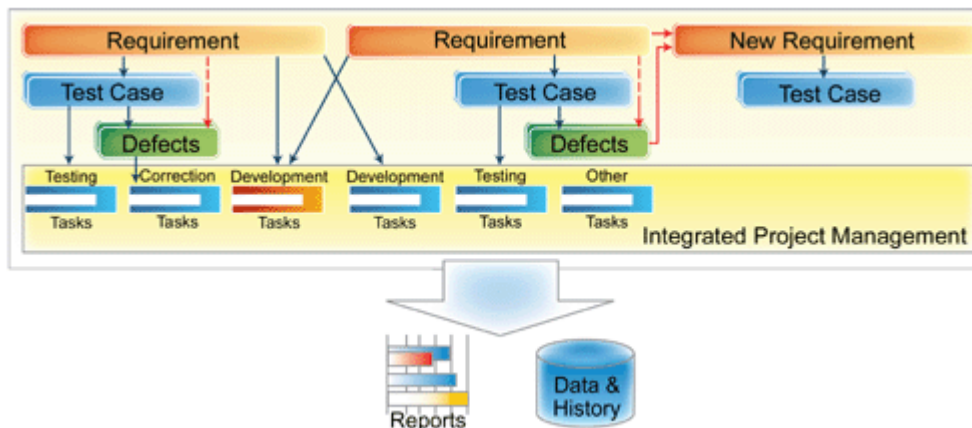 Requirement
Requirement
New Requirement
Test Case
Test Case
Test Case
Defects
Defects
Testing
Correction
Development
Development
Testing
Other
Tasks
Tasks
Tasks
Tasks
Tasks
Tasks
Integrated Project Management
Reports
Data &
History